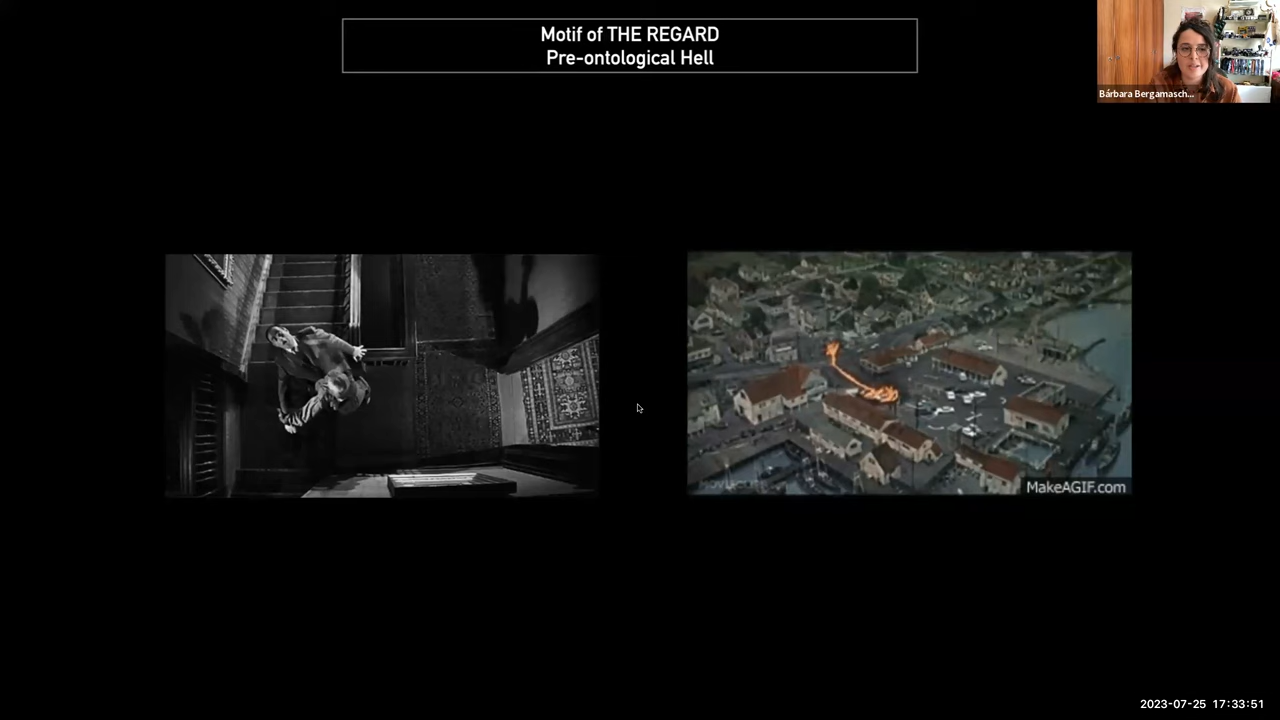 Motif of THE REGARD
Pre-ontological Hell
Bárbara Bergamasch...
MakeAGIF.com
2023-07-25 17:33:51